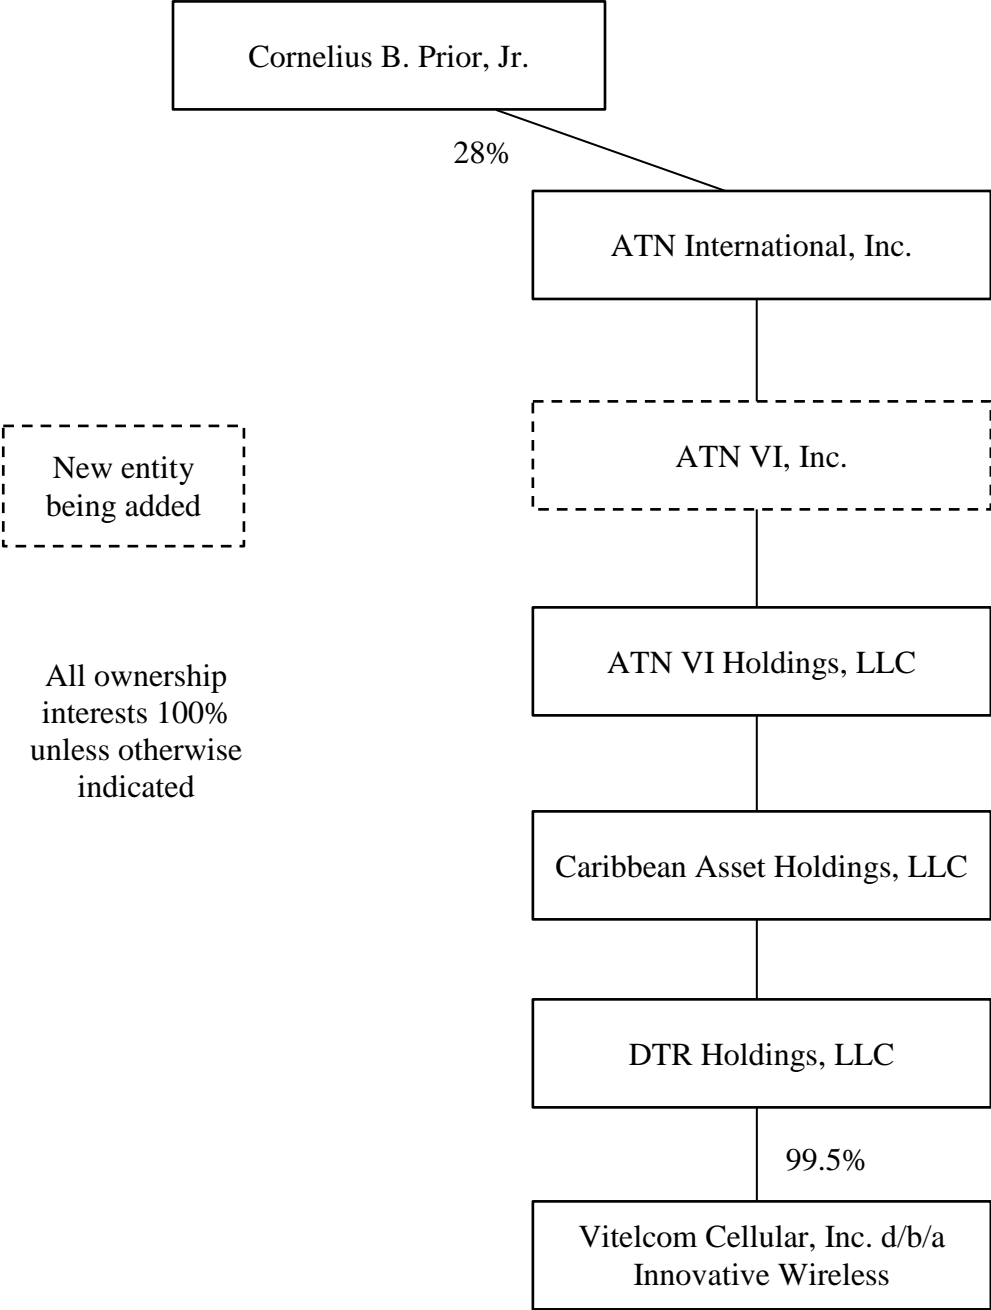 Cornelius B. Prior, Jr.
28%
ATN International, Inc.
ATN VI, Inc.
New entity
being added
ATN VI Holdings, LLC
All ownership
interests 100%
unless otherwise
indicated
Caribbean Asset Holdings, LLC
DTR Holdings, LLC
99.5%
Vitelcom Cellular, Inc. d/b/a
Innovative Wireless